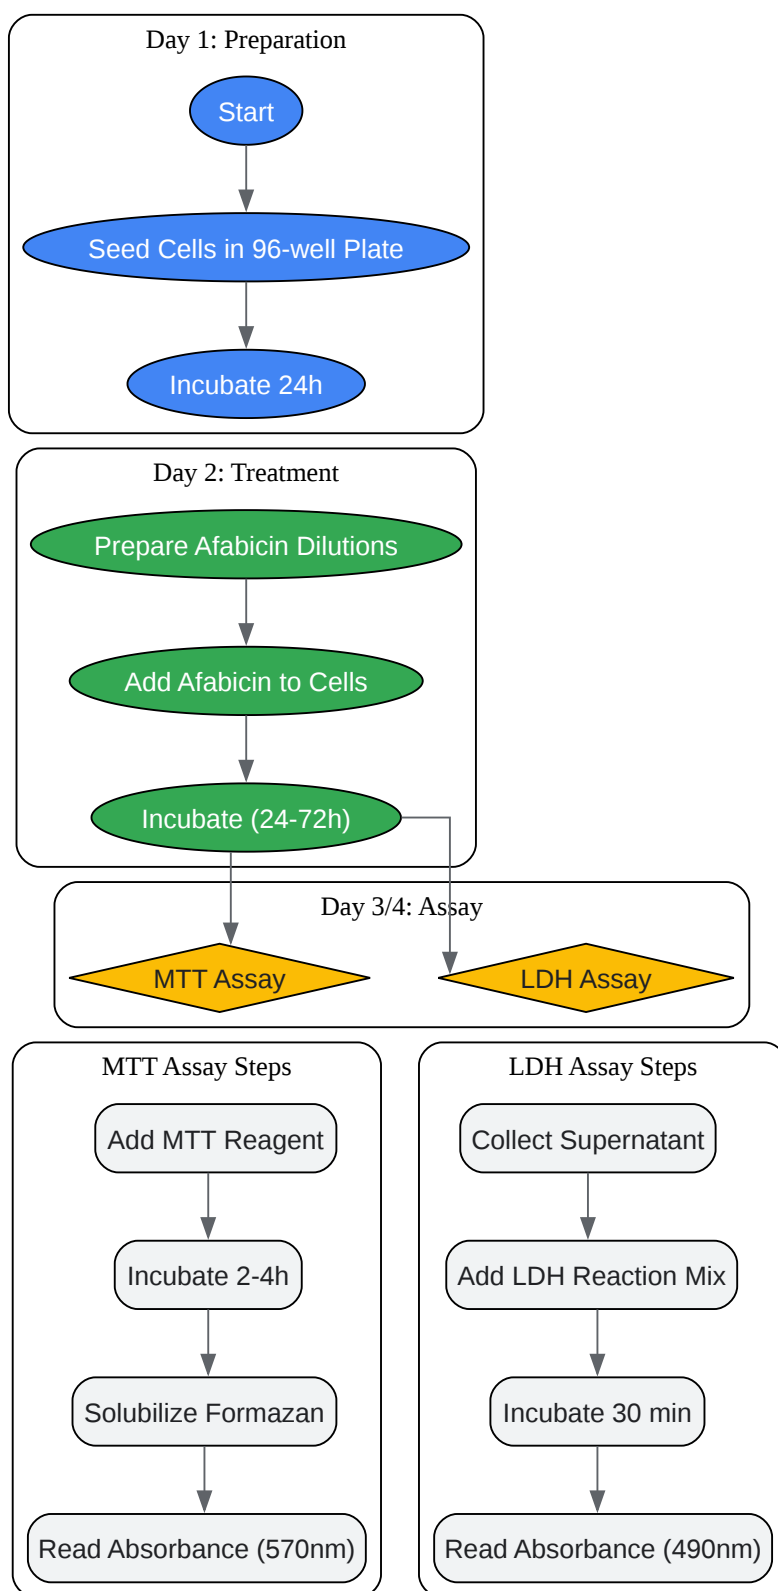 Day 1: Preparation
Start
Seed Cells in 96-well Plate
Incubate 24h
Day 2: Treatment
Prepare Afabicin Dilutions
Add Afabicin to Cells
Incubate (24-72h)
Day 3/4: Assay
MTT Assay
LDH Assay
MTT Assay Steps
Add MTT Reagent
Incubate 2-4h
Solubilize Formazan
Read Absorbance (570nm)
LDH Assay Steps
Collect Supernatant
Add LDH Reaction Mix
Incubate 30 min
Read Absorbance (490nm)